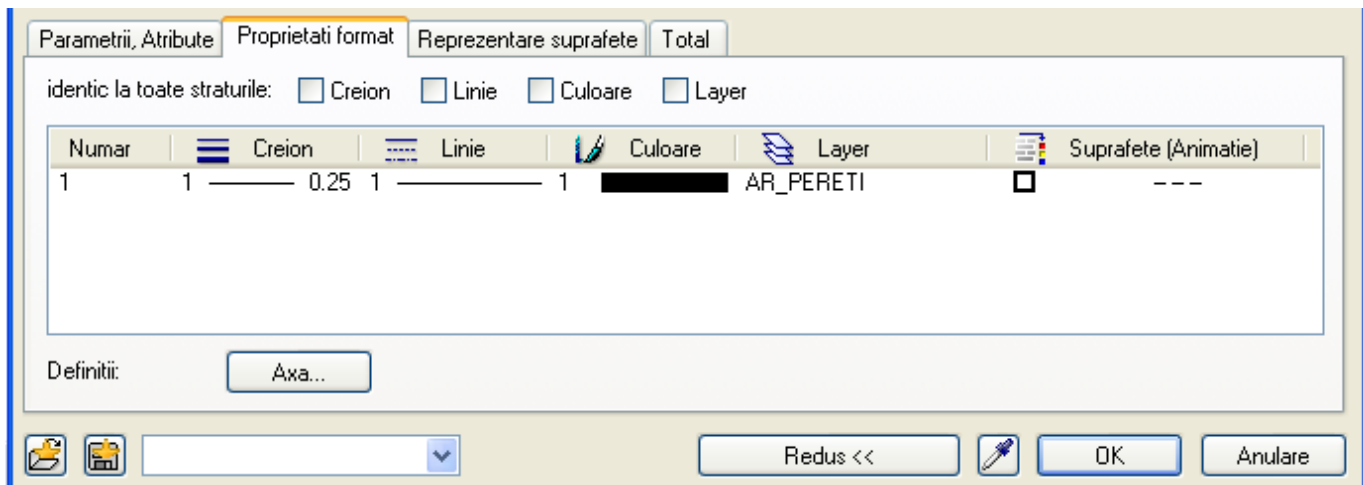 Parametrii, Atribute Proprietati format Reprezentare suprafete Total
identic la toate straturile: Creion Linie Culoare Layer
Numar Creion Linie Culoare Layer Suprafete (Animatie)
1 1 0.25 1 1 AR_PERETI ---
Definitii: Axa...
Redus << OK Anulare